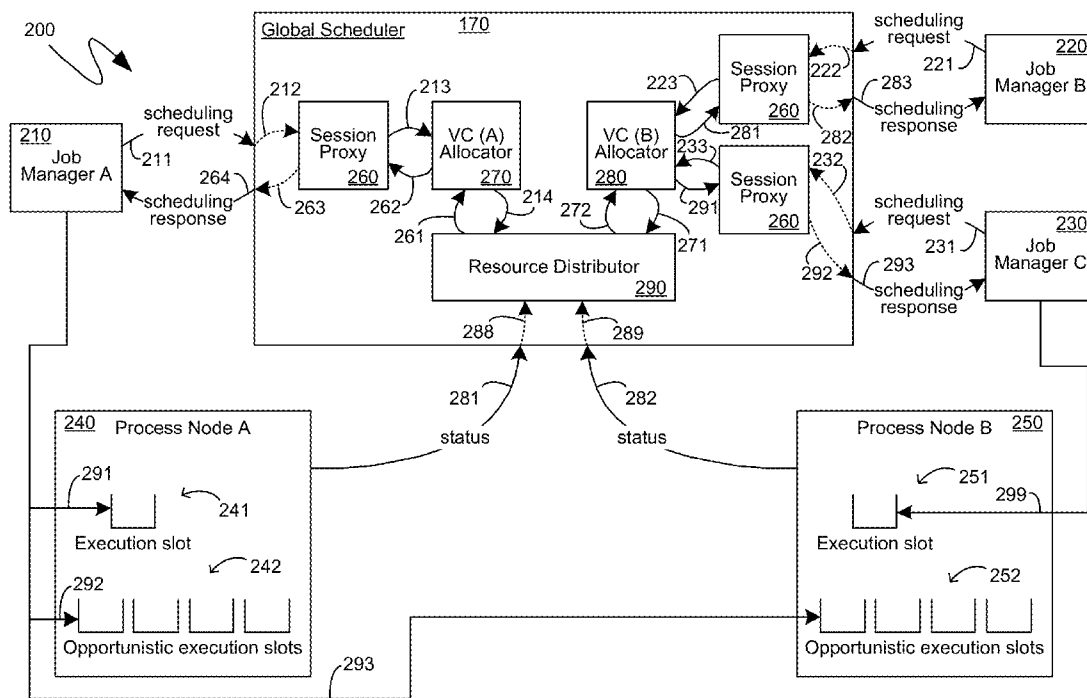 200
Global Scheduler
170
210
Job
Manager A
scheduling
request
211
212
213
264
scheduling
response
263
262
Session
Proxy
260
VC (A)
Allocator
270
261
214
VC (B)
Allocator
280
223
281
233
291
272
271
Session
Proxy
260
222
282
Session
Proxy
260
232
292
scheduling
request
221
283
scheduling
response
220
Job
Manager B
scheduling
request
231
293
scheduling
response
230
Job
Manager C
Resource Distributor
290
288
289
281
282
status
status
240
Process Node A
291
241
Execution slot
242
292
Opportunistic execution slots
293
Process Node B
250
251
299
Execution slot
252
Opportunistic execution slots